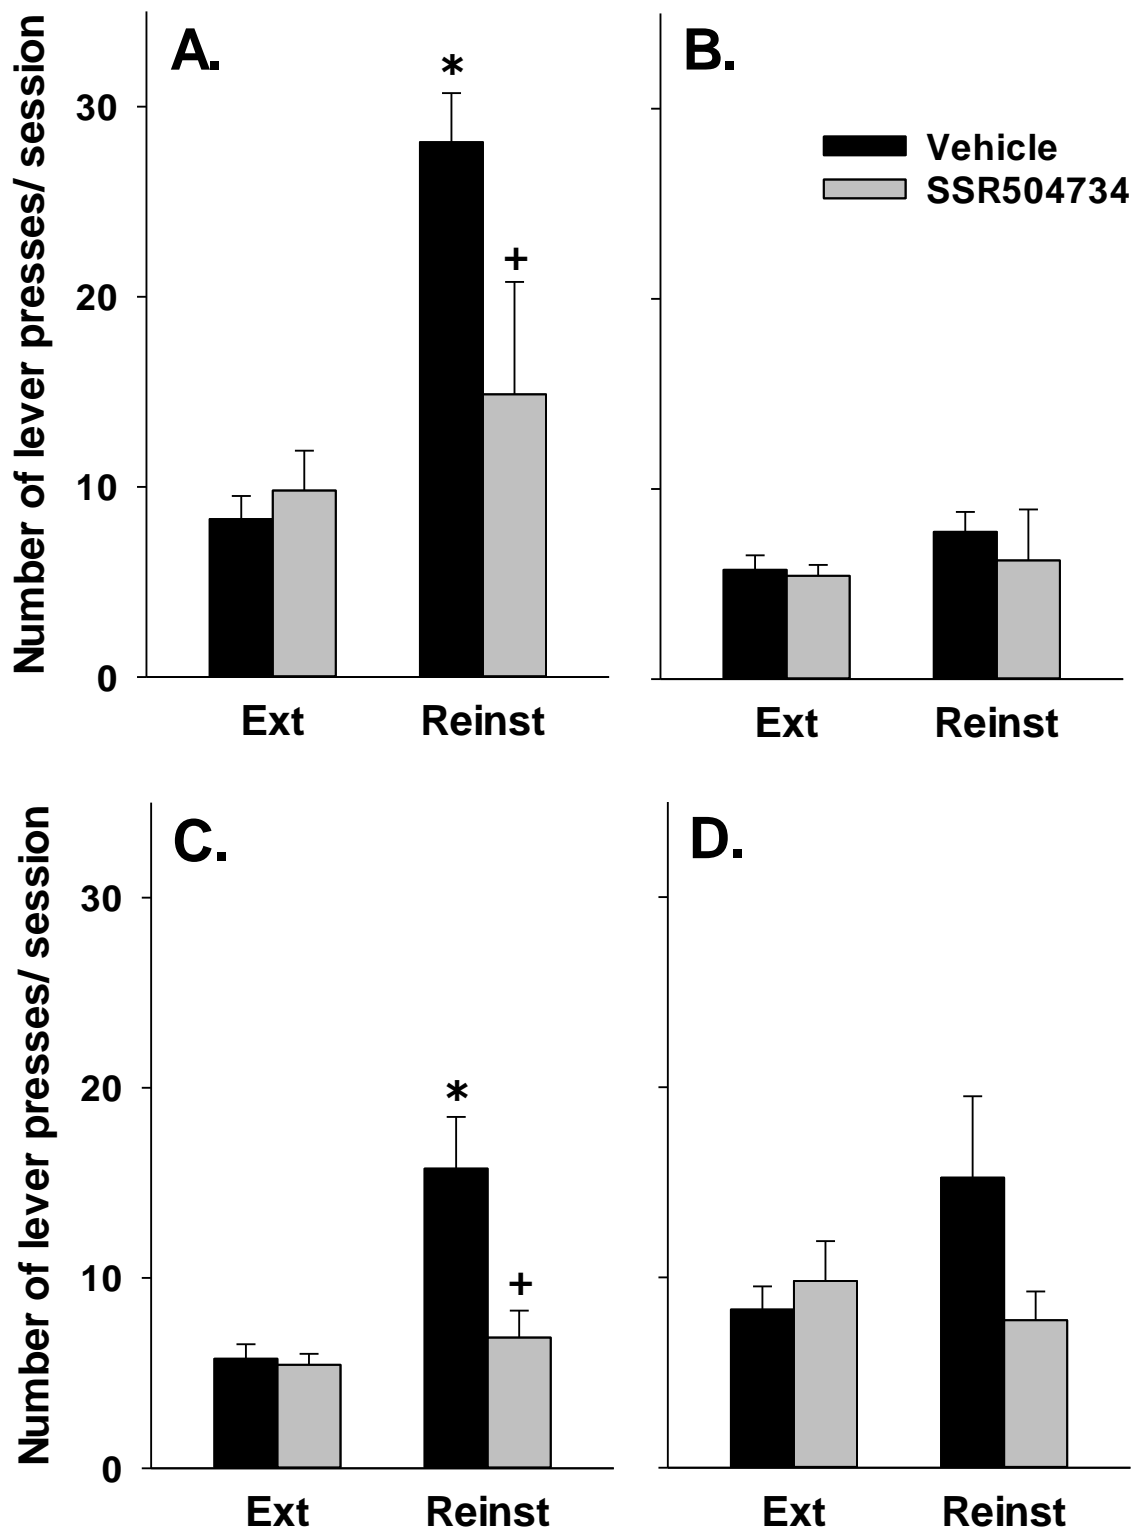 Number of lever presses/ session
A.
*
+
30
20
10
0
Ext
Reinst
B.
Vehicle
SSR504734
Ext
Reinst
Number of lever presses/ session
C.
*
+
30
20
10
0
Ext
Reinst
D.
Ext
Reinst